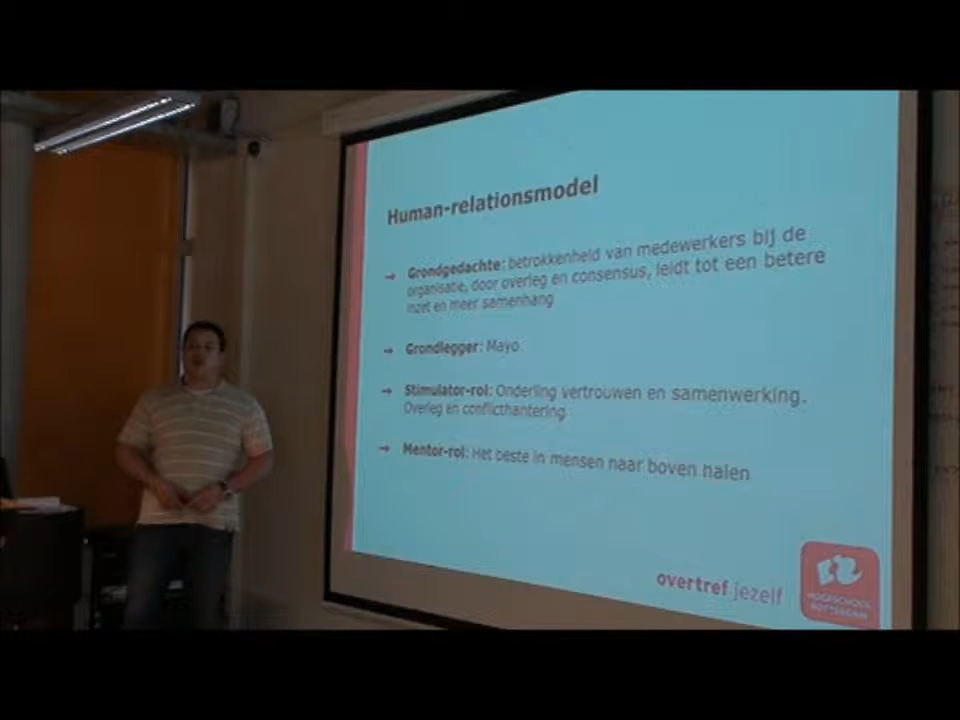 Human-relationsmodel
→ Grondgedachte: betrokkenheid van medewerkers bij de
organisatie, door overleg en consensus, leidt tot een betere
inzet en meer samenhang
→ Grondlegger: Mayo
→ Stimulator-rol: Onderling vertrouwen en samenwerking.
Overleg en conflicthantering
→ Mentor-rol: Het beste in mensen naar boven halen
overtref jezelf
HOGESCHOOL
ROTTERDAM